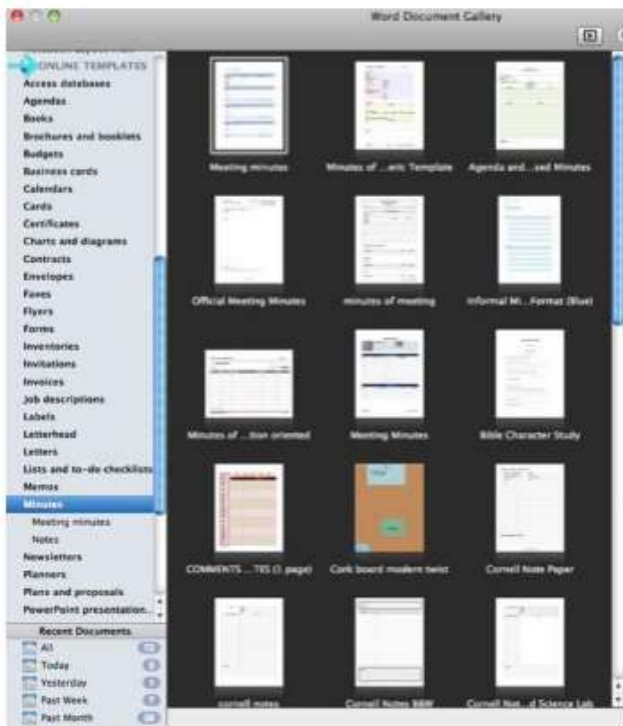 Word Document Gallery
ONLINE TEMPLATES
Access databases
Agendas
Books
Brochures and booklets
Budgets
Business cards
Calendars
Cards
Certificates
Charts and diagrams
Contracts
Envelopes
Faxes
Flyers
Forms
Inventories
Invitations
Invoices
Job descriptions
Labels
Letterhead
Letters
Lists and to-do checklists
Memos
Minutes
Meeting minutes
Notes
Newsletters
Planners
Plans and proposals
PowerPoint presentation...
Recent Documents
All
Today
Yesterday
Past Week
Past Month
Meeting minutes
Minutes of ...eric Template
Agenda and...sed Minutes
Official Meeting Minutes
minutes of meeting
Informal Mi...Format (Blue)
Minutes of ...tion oriented
Meeting Minutes
Bible Character Study
COMMENTS ...TES (1 page)
Cork board modern twist
Cornell Note Paper
cornell notes
Cornell Notes B&W
Cornell Not...d Science Lab